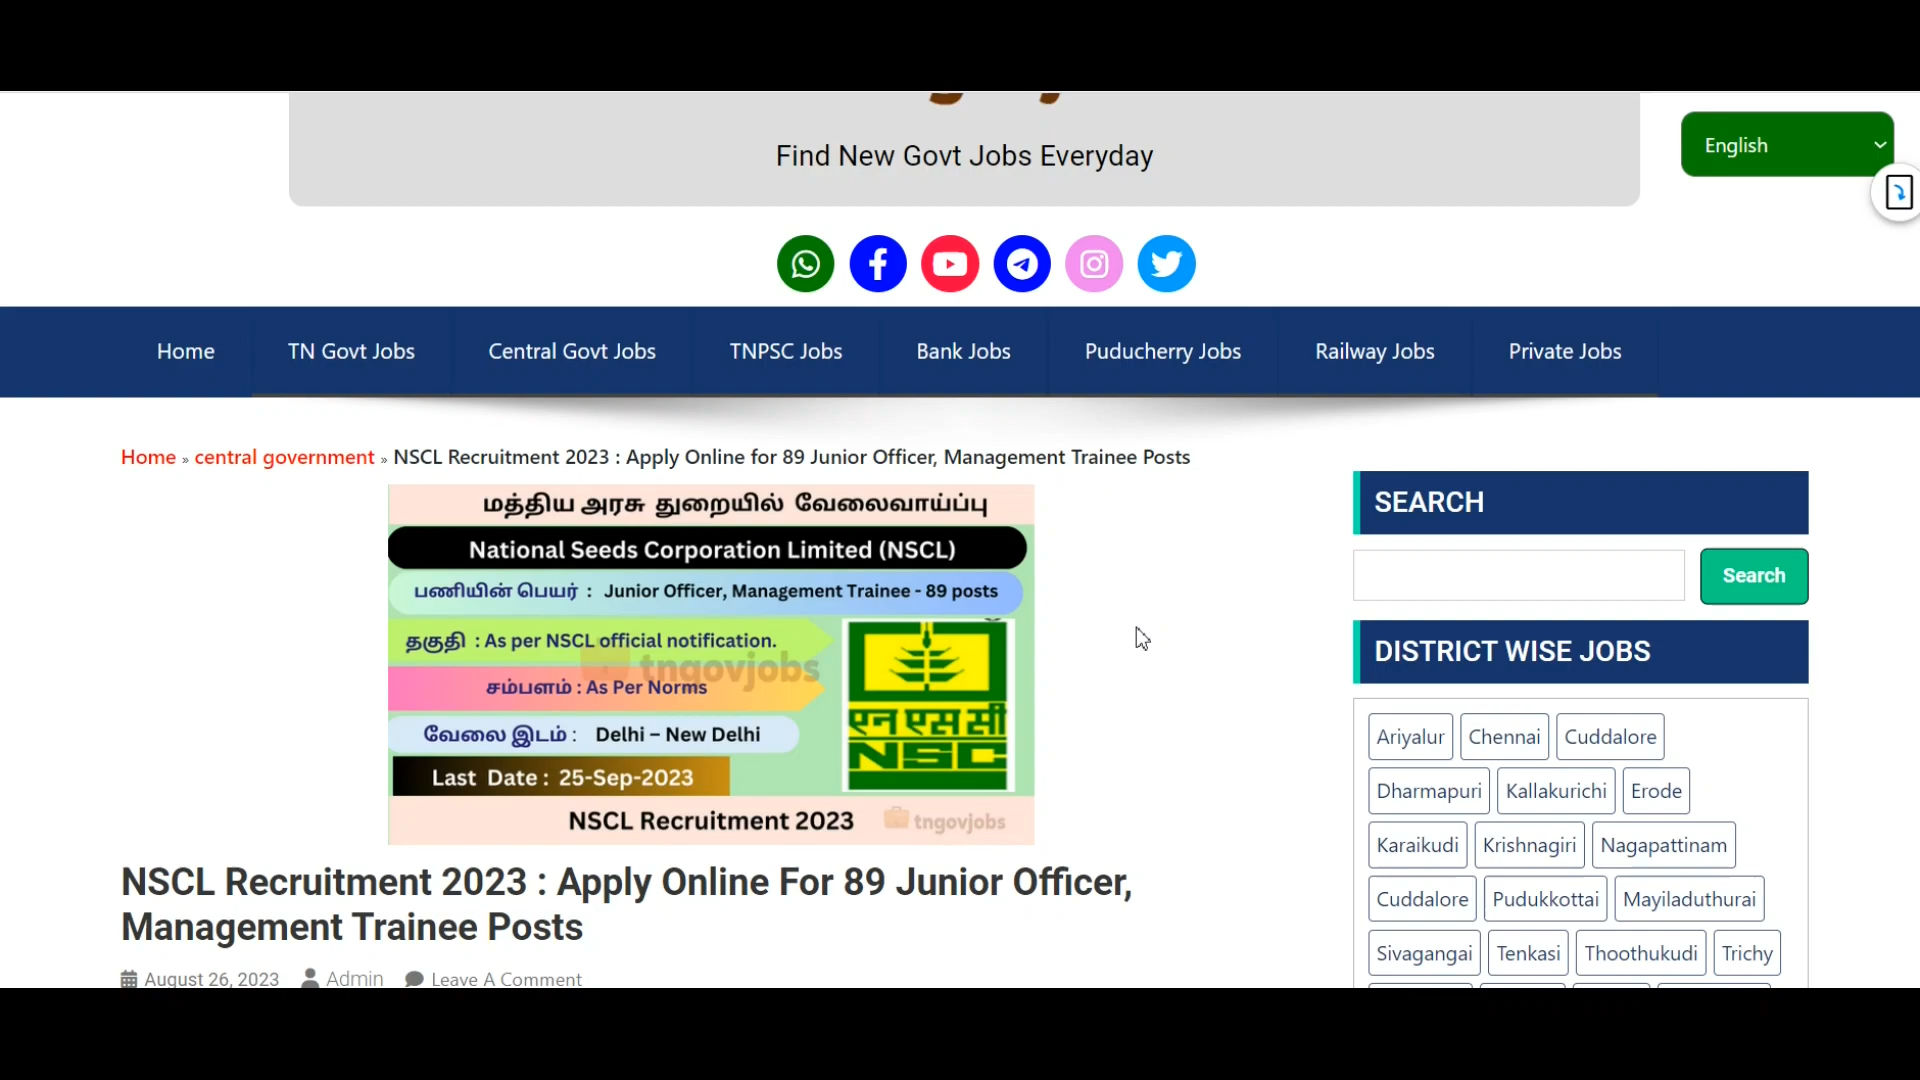 Find New Govt Jobs Everyday
English
Home TN Govt Jobs Central Govt Jobs TNPSC Jobs Bank Jobs Puducherry Jobs Railway Jobs Private Jobs
Home » central government » NSCL Recruitment 2023 : Apply Online for 89 Junior Officer, Management Trainee Posts
மத்திய அரசு துறையில் வேலைவாய்ப்பு
National Seeds Corporation Limited (NSCL)
பணியின் பெயர் : Junior Officer, Management Trainee - 89 posts
தகுதி : As per NSCL official notification.
tngovjobs
சம்பளம் : As Per Norms
வேலை இடம் : Delhi – New Delhi
Last Date : 25-Sep-2023
एन एस सी
NSC
NSCL Recruitment 2023
tngovjobs
NSCL Recruitment 2023 : Apply Online For 89 Junior Officer,
Management Trainee Posts
August 26, 2023 Admin Leave A Comment
SEARCH
Search
DISTRICT WISE JOBS
Ariyalur Chennai Cuddalore
Dharmapuri Kallakurichi Erode
Karaikudi Krishnagiri Nagapattinam
Cuddalore Pudukkottai Mayiladuthurai
Sivagangai Tenkasi Thoothukudi Trichy